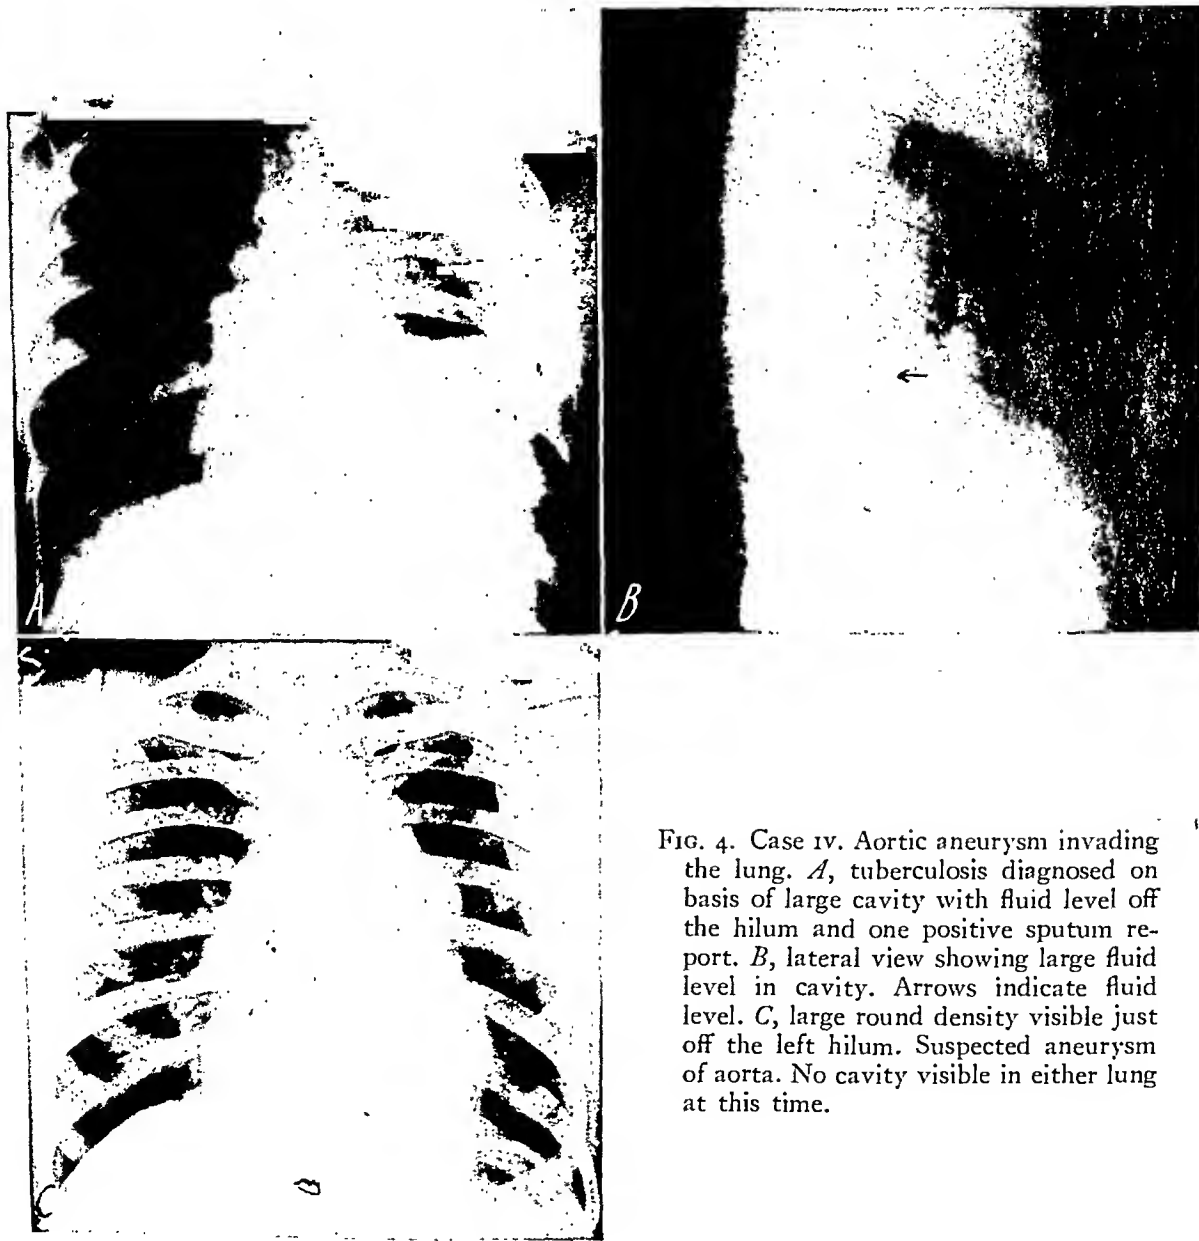 A
B
C
FIG. 4. Case IV. Aortic aneurysm invading
the lung. A, tuberculosis diagnosed on
basis of large cavity with fluid level off
the hilum and one positive sputum re-
port. B, lateral view showing large fluid
level in cavity. Arrows indicate fluid
level. C, large round density visible just
off the left hilum. Suspected aneurysm
of aorta. No cavity visible in either lung
at this time.